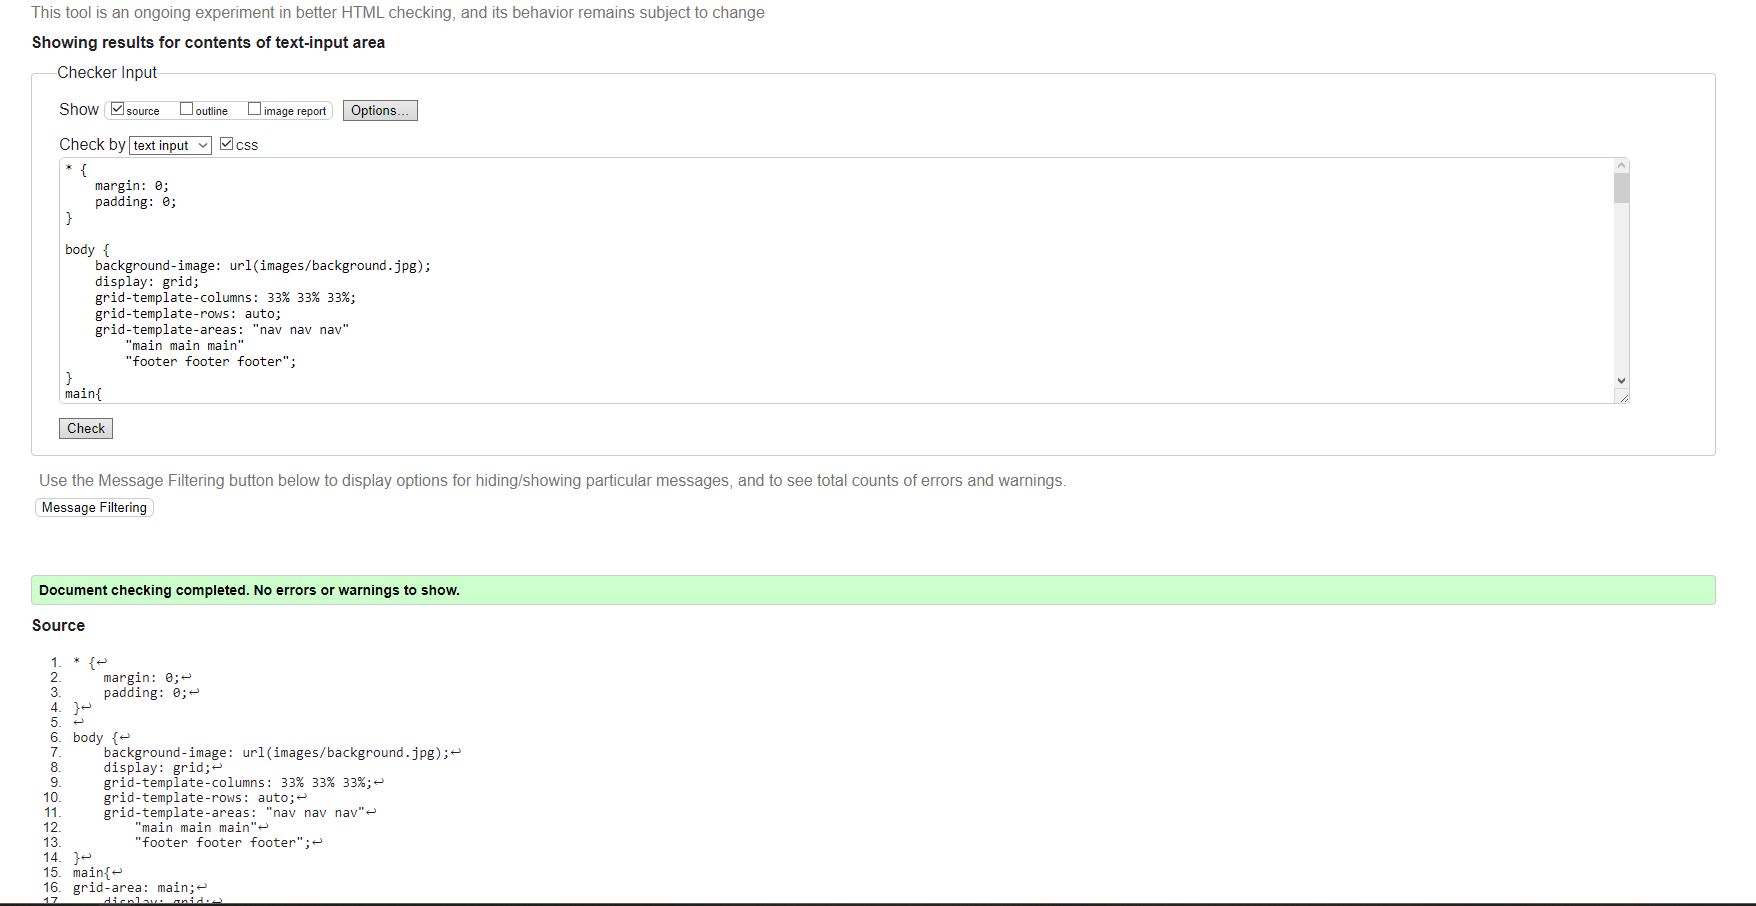 This tool is an ongoing experiment in better HTML checking, and its behavior remains subject to change
Showing results for contents of text-input area
Checker Input
Show source outline image report Options...
Check by text input css
* {
    margin: 0;
    padding: 0;
}

body {
    background-image: url(images/background.jpg);
    display: grid;
    grid-template-columns: 33% 33% 33%;
    grid-template-rows: auto;
    grid-template-areas: "nav nav nav"
        "main main main"
        "footer footer footer";
}
main{
Check
Use the Message Filtering button below to display options for hiding/showing particular messages, and to see total counts of errors and warnings.
Message Filtering
Document checking completed. No errors or warnings to show.
Source
1. * {↩
2.     margin: 0;↩
3.     padding: 0;↩
4. }↩
5. ↩
6. body {↩
7.     background-image: url(images/background.jpg);↩
8.     display: grid;↩
9.     grid-template-columns: 33% 33% 33%;↩
10.     grid-template-rows: auto;↩
11.     grid-template-areas: "nav nav nav"↩
12.         "main main main"↩
13.         "footer footer footer";↩
14. }↩
15. main{↩
16. grid-area: main;↩
17.     display: grid;↩